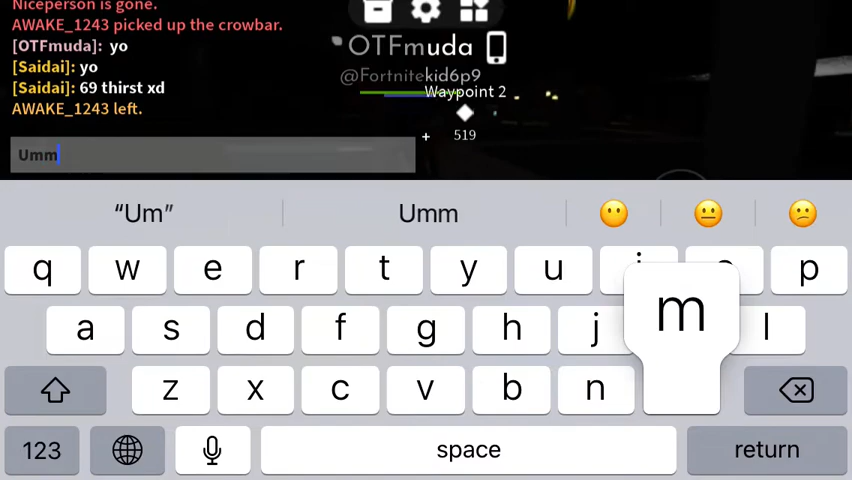 Niceperson is gone.
AWAKE_1243 picked up the crowbar.
[OTFmuda]: yo
[Saidai]: yo
[Saidai]: 69 thirst xd
AWAKE_1243 left.
OTFmuda
@Fortnitekid6p9
Waypoint 2
519
Umm
“Um” Umm
q w e r t y u i p
a s d f g h j m l
z x c v b n
123 space return